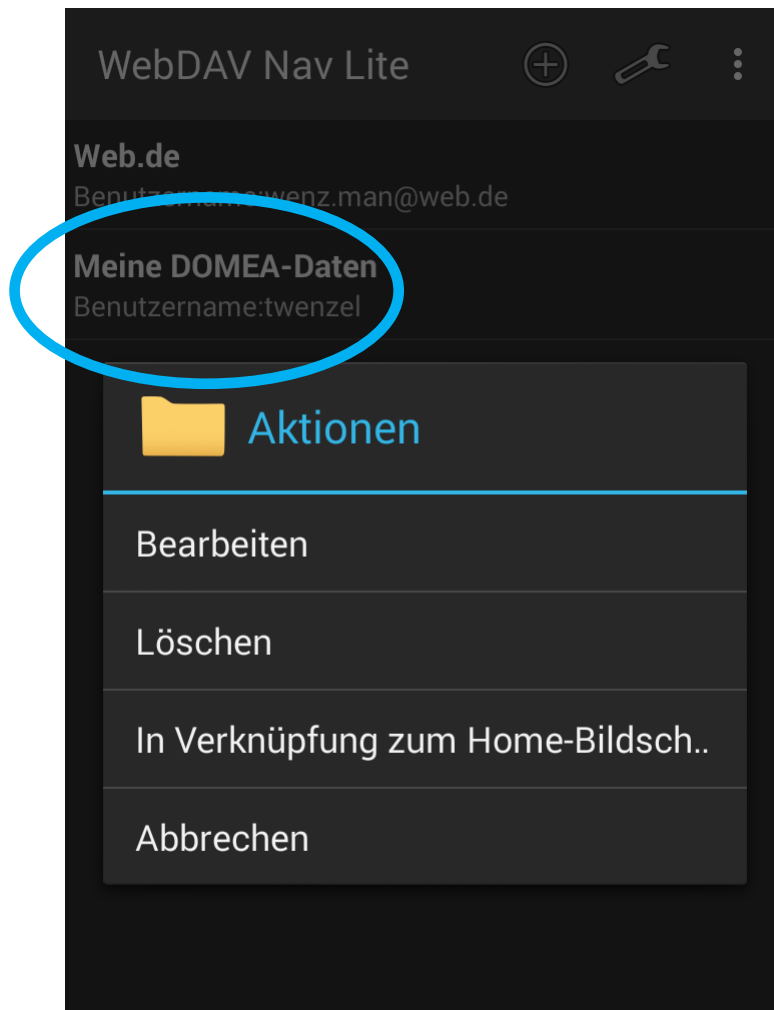 WebDAV Nav Lite
Web.de
Benutzername:wenz.man@web.de
Meine DOMEA-Daten
Benutzername:twenzel
Aktionen
Bearbeiten
Löschen
In Verknüpfung zum Home-Bildsch..
Abbrechen